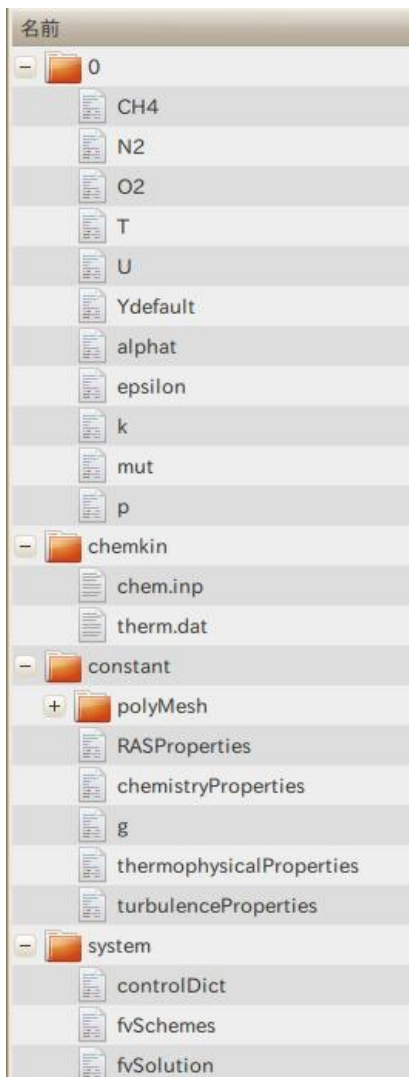 名前
0
CH4
N2
O2
T
U
Ydefault
alphat
epsilon
k
mut
p
chemkin
chem.inp
therm.dat
constant
polyMesh
RASProperties
chemistryProperties
g
thermophysicalProperties
turbulenceProperties
system
controlDict
fvSchemes
fvSolution